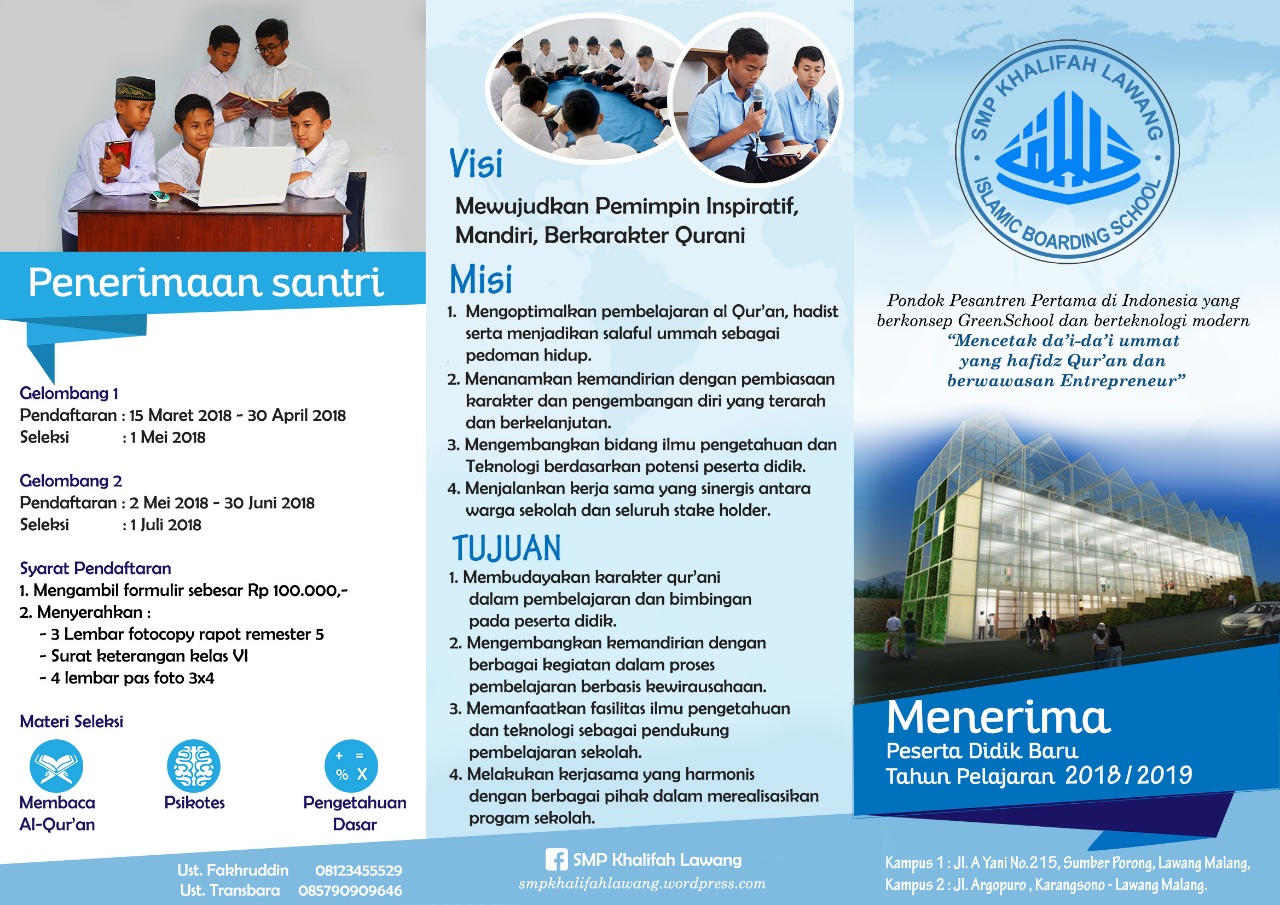 Penerimaan santri
Gelombang 1
Pendaftaran : 15 Maret 2018 - 30 April 2018
Seleksi : 1 Mei 2018
Gelombang 2
Pendaftaran : 2 Mei 2018 - 30 Juni 2018
Seleksi : 1 Juli 2018
Syarat Pendaftaran
1. Mengambil formulir sebesar Rp 100.000,-
2. Menyerahkan :
- 3 Lembar fotocopy rapot remester 5
- Surat keterangan kelas VI
- 4 lembar pas foto 3x4
Materi Seleksi
+ =
% X
Membaca
Al-Qur'an
Psikotes
Pengetahuan
Dasar
Ust. Fakhruddin 08123455529
Ust. Transbara 085790909646
Visi
Mewujudkan Pemimpin Inspiratif,
Mandiri, Berkarakter Qurani
Misi
1. Mengoptimalkan pembelajaran al Qur'an, hadist
serta menjadikan salaful ummah sebagai
pedoman hidup.
2. Menanamkan kemandirian dengan pembiasaan
karakter dan pengembangan diri yang terarah
dan berkelanjutan.
3. Mengembangkan bidang ilmu pengetahuan dan
Teknologi berdasarkan potensi peserta didik.
4. Menjalankan kerja sama yang sinergis antara
warga sekolah dan seluruh stake holder.
TUJUAN
1. Membudayakan karakter qur'ani
dalam pembelajaran dan bimbingan
pada peserta didik.
2. Mengembangkan kemandirian dengan
berbagai kegiatan dalam proses
pembelajaran berbasis kewirausahaan.
3. Memanfaatkan fasilitas ilmu pengetahuan
dan teknologi sebagai pendukung
pembelajaran sekolah.
4. Melakukan kerjasama yang harmonis
dengan berbagai pihak dalam merealisasikan
progam sekolah.
f SMP Khalifah Lawang
smpkhalifahlawang.wordpress.com
SMP KHALIFAH LAWANG
ISLAMIC BOARDING SCHOOL
Pondok Pesantren Pertama di Indonesia yang
berkonsep GreenSchool dan berteknologi modern
"Mencetak da'i-da'i ummat
yang hafidz Qur'an dan
berwawasan Entrepreneur"
Menerima
Peserta Didik Baru
Tahun Pelajaran 2018 / 2019
Kampus 1 : Jl. A Yani No.215, Sumber Porong, Lawang Malang,
Kampus 2 : Jl. Argopuro , Karangsono - Lawang Malang.